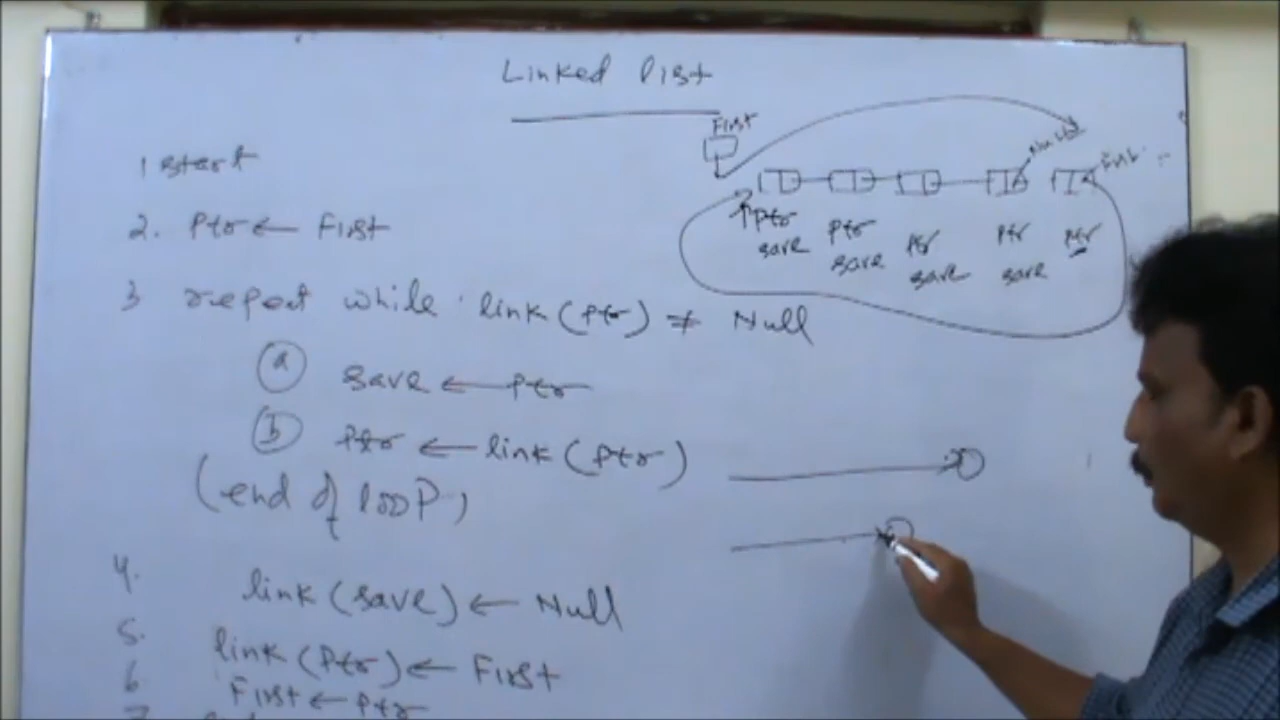 Linked list
First
1 start
2. Ptr ← First
3 repeat while link(Ptr) ≠ Null
(a) save ← Ptr
(b) Ptr ← link(Ptr)
(end of loop)
4. link(save) ← Null
5. link(Ptr) ← First
6 First ← Ptr
7.
Ptr Ptr Ptr Ptr Ptr
save save save save